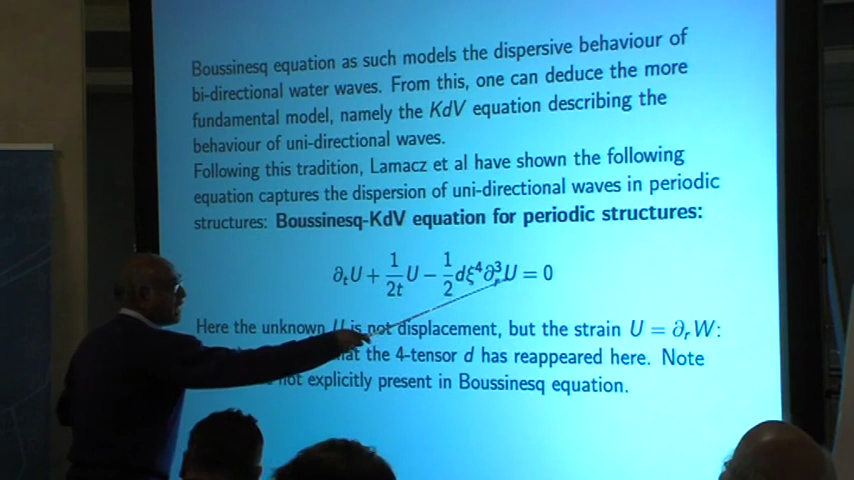 Boussinesq equation as such models the dispersive behaviour of
bi-directional water waves. From this, one can deduce the more
fundamental model, namely the KdV equation describing the
behaviour of uni-directional waves.
Following this tradition, Lamacz et al have shown the following
equation captures the dispersion of uni-directional waves in periodic
structures: Boussinesq-KdV equation for periodic structures:
∂ₜU + 1/2t U − 1/2 dξ⁴∂ᵣ³U = 0
Here the unknown U is not displacement, but the strain U = ∂ᵣW:
the 4-tensor d has reappeared here. Note
not explicitly present in Boussinesq equation.